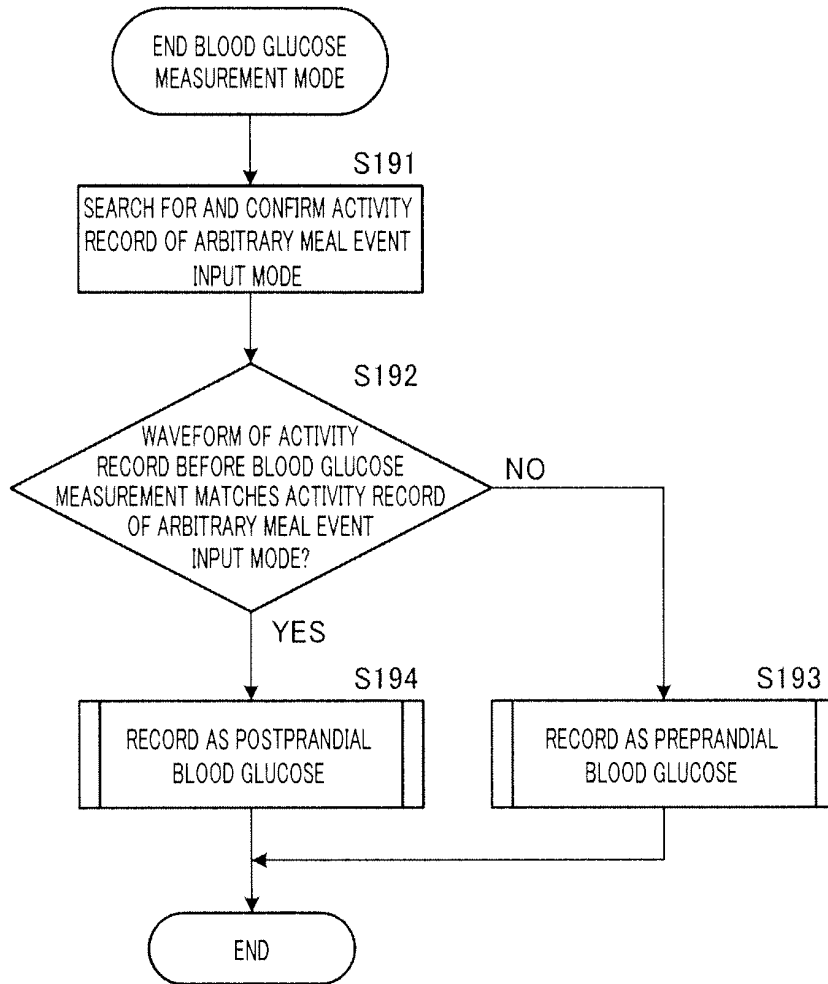 END BLOOD GLUCOSE
MEASUREMENT MODE
S191
SEARCH FOR AND CONFIRM ACTIVITY
RECORD OF ARBITRARY MEAL EVENT
INPUT MODE
S192
WAVEFORM OF ACTIVITY
RECORD BEFORE BLOOD GLUCOSE
MEASUREMENT MATCHES ACTIVITY RECORD
OF ARBITRARY MEAL EVENT
INPUT MODE?
NO
YES
S194
RECORD AS POSTPRANDIAL
BLOOD GLUCOSE
S193
RECORD AS PREPRANDIAL
BLOOD GLUCOSE
END